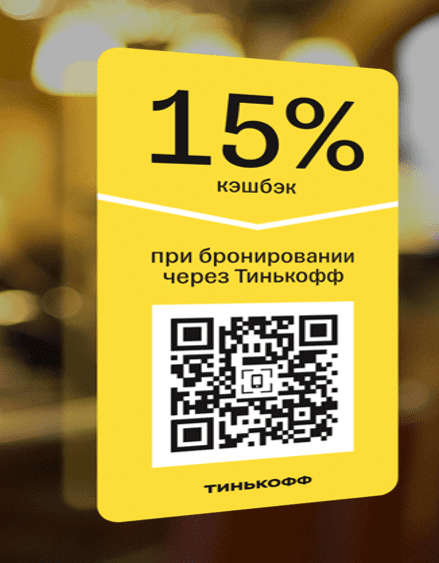 15%
кэшбэк
при бронировании
через Тинькофф
ТИНЬКОФФ